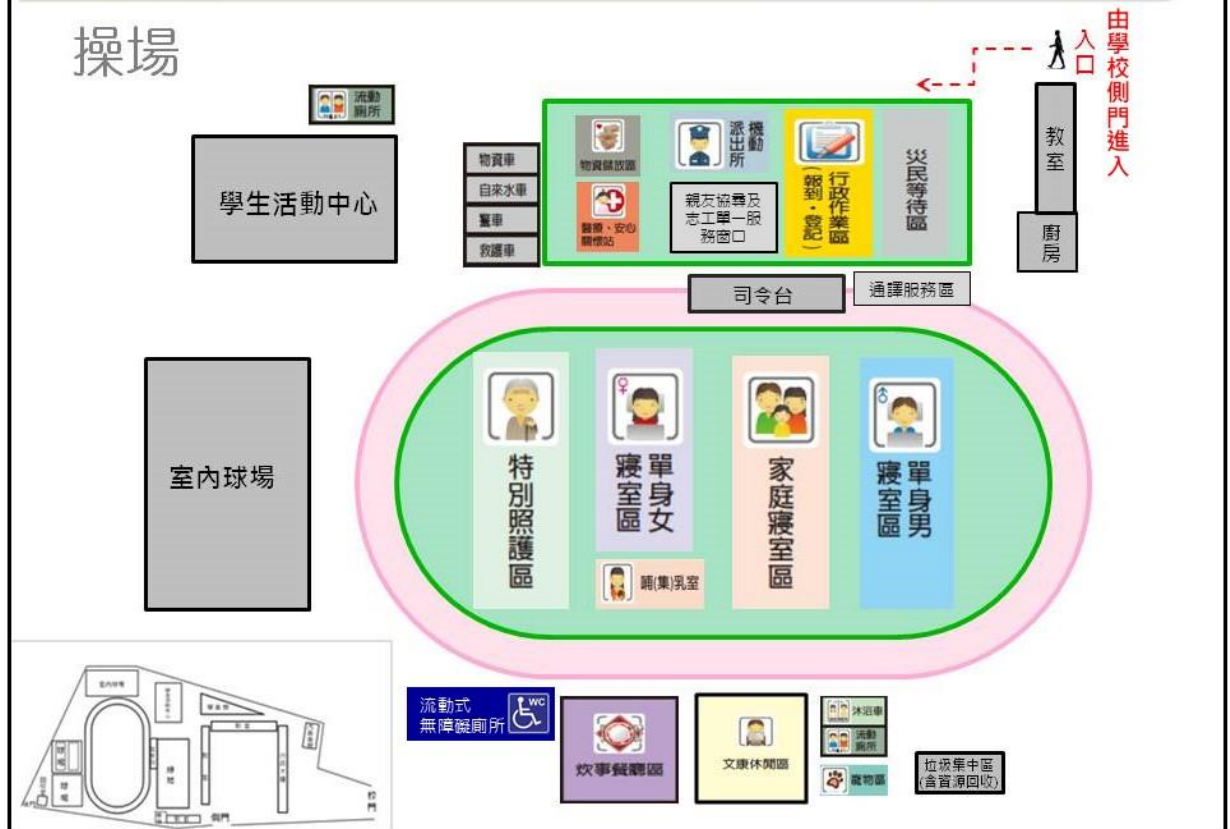 操場
由學校側門進入
入口
流動
廁所
學生活動中心
物資車
自來水車
警車
救護車
物資儲放區
醫療、安心
關懷站
機動
派出所
親友協尋及
志工單一服
務窗口
行政作業區
(報到・登記)
災民等待區
教室
廚房
司令台
通譯服務區
室內球場
特別照護區
單身女
寢室區
哺(集)乳室
家庭寢室區
單身男
寢室區
流動式
無障礙廁所
WC
炊事餐廳區
文康休閒區
沐浴車
流動
廁所
寵物區
垃圾集中區
(含資源回收)
校門
側門